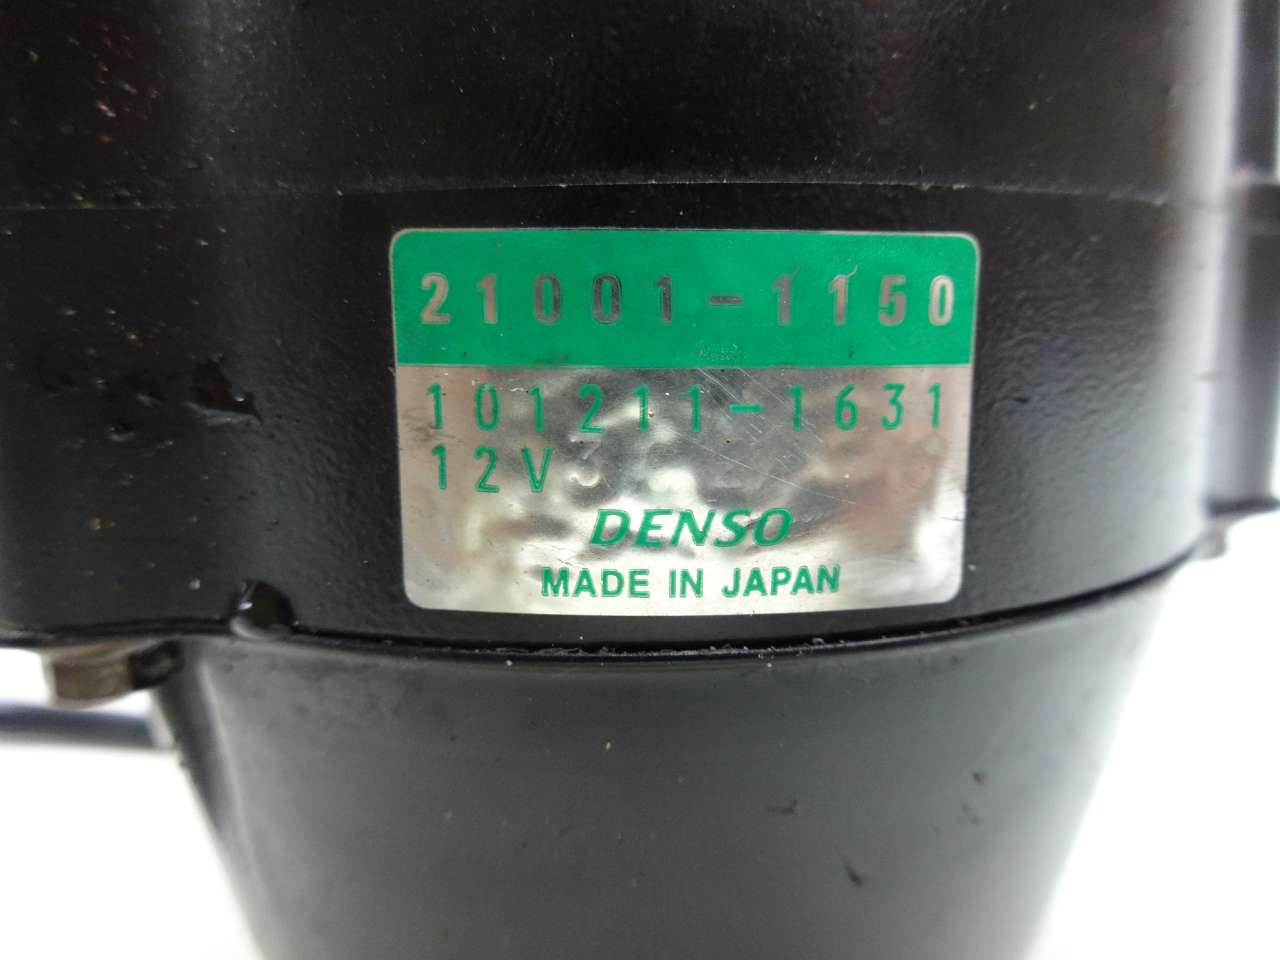 21001-1150
101211-1631
12V
DENSO
MADE IN JAPAN